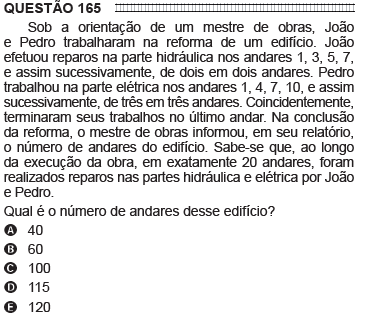 QUESTÃO 165
Sob a orientação de um mestre de obras, João
e Pedro trabalharam na reforma de um edifício. João
efetuou reparos na parte hidráulica nos andares 1, 3, 5, 7,
e assim sucessivamente, de dois em dois andares. Pedro
trabalhou na parte elétrica nos andares 1, 4, 7, 10, e assim
sucessivamente, de três em três andares. Coincidentemente,
terminaram seus trabalhos no último andar. Na conclusão
da reforma, o mestre de obras informou, em seu relatório,
o número de andares do edifício. Sabe-se que, ao longo
da execução da obra, em exatamente 20 andares, foram
realizados reparos nas partes hidráulica e elétrica por João
e Pedro.
Qual é o número de andares desse edifício?
A 40
B 60
C 100
D 115
E 120